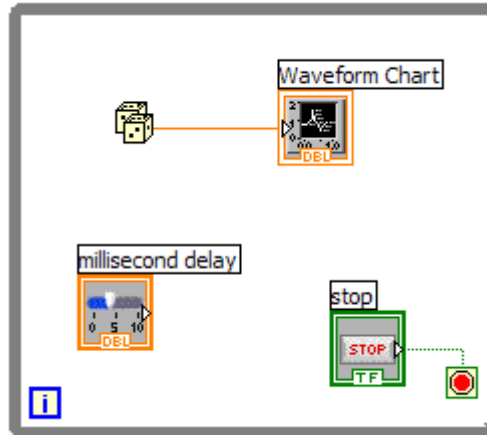 Waveform Chart
DBL
millisecond delay
0 5 10
DBL
stop
STOP
TF
i